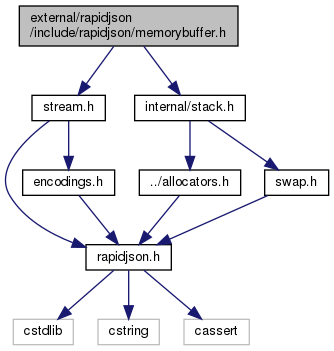 external/rapidjson
/include/rapidjson/memorybuffer.h
stream.h
internal/stack.h
encodings.h
../allocators.h
swap.h
rapidjson.h
cstdlib
cstring
cassert